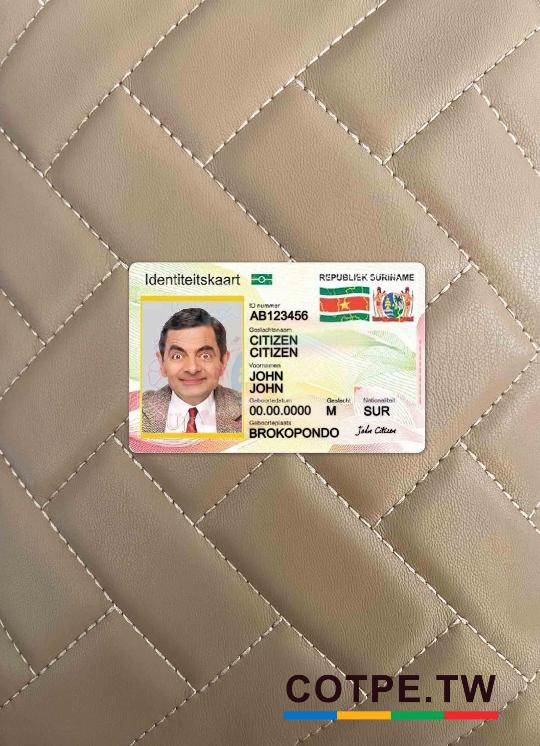 Identiteitskaart
REPUBLIEK SURINAME
ID nummer
AB123456
Geslachtsnaam
CITIZEN
CITIZEN
Voornamen
JOHN
JOHN
Geboortedatum Geslacht Nationaliteit
00.00.0000 M SUR
Geboorteplaats
BROKOPONDO
John Citizen
COTPE.TW